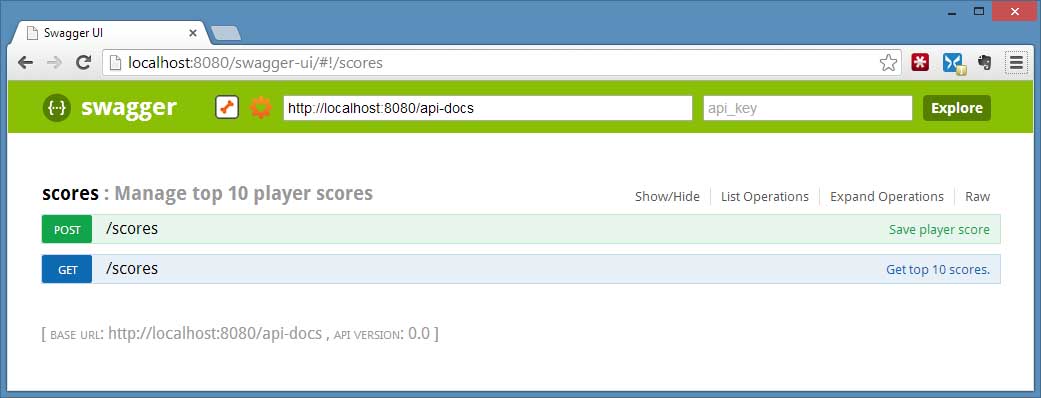 Swagger UI
localhost:8080/swagger-ui/#!/scores
swagger http://localhost:8080/api-docs api_key Explore
scores : Manage top 10 player scores Show/Hide List Operations Expand Operations Raw
POST /scores Save player score
GET /scores Get top 10 scores.
[ BASE URL: http://localhost:8080/api-docs , API VERSION: 0.0 ]